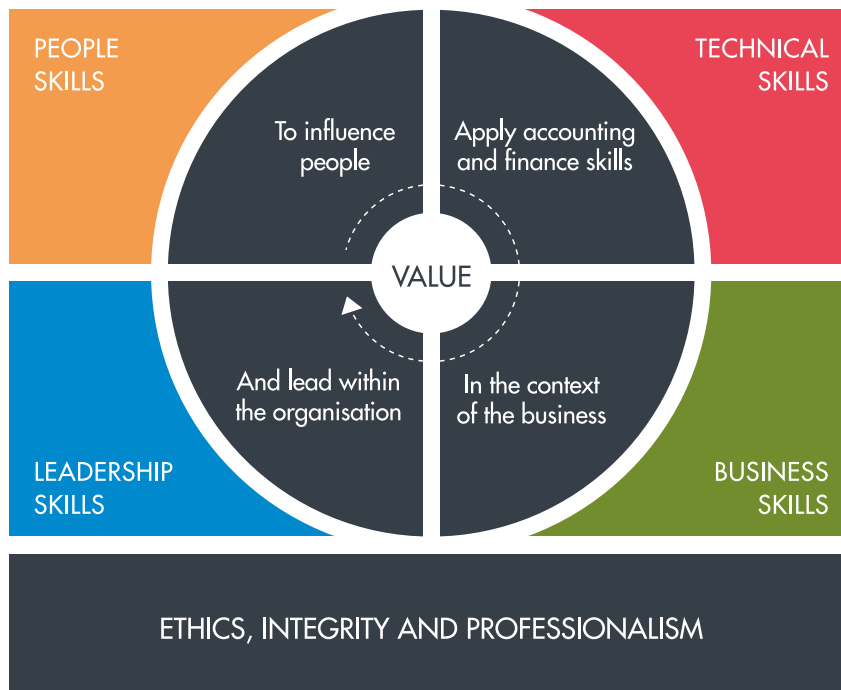 PEOPLE
SKILLS
TECHNICAL
SKILLS
To influence
people
Apply accounting
and finance skills
VALUE
And lead within
the organisation
In the context
of the business
LEADERSHIP
SKILLS
BUSINESS
SKILLS
ETHICS, INTEGRITY AND PROFESSIONALISM